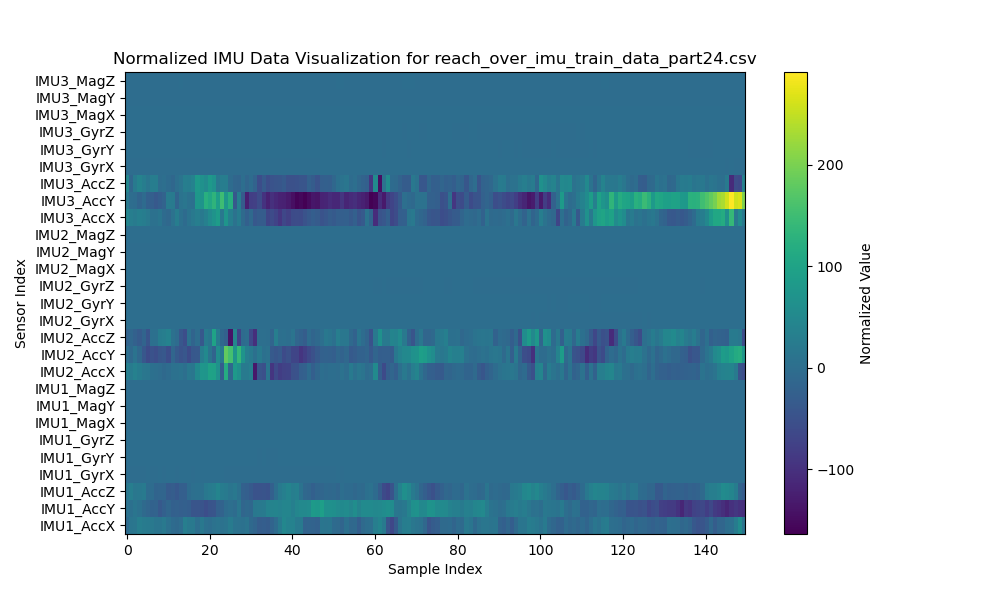 Normalized IMU Data Visualization for reach_over_imu_train_data_part24.csv
IMU3_MagZ
IMU3_MagY
IMU3_MagX
IMU3_GyrZ
IMU3_GyrY
IMU3_GyrX
IMU3_AccZ
IMU3_AccY
IMU3_AccX
IMU2_MagZ
IMU2_MagY
IMU2_MagX
IMU2_GyrZ
IMU2_GyrY
IMU2_GyrX
IMU2_AccZ
IMU2_AccY
IMU2_AccX
IMU1_MagZ
IMU1_MagY
IMU1_MagX
IMU1_GyrZ
IMU1_GyrY
IMU1_GyrX
IMU1_AccZ
IMU1_AccY
IMU1_AccX
Sensor Index
0 20 40 60 80 100 120 140
Sample Index
200
100
0
−100
Normalized Value